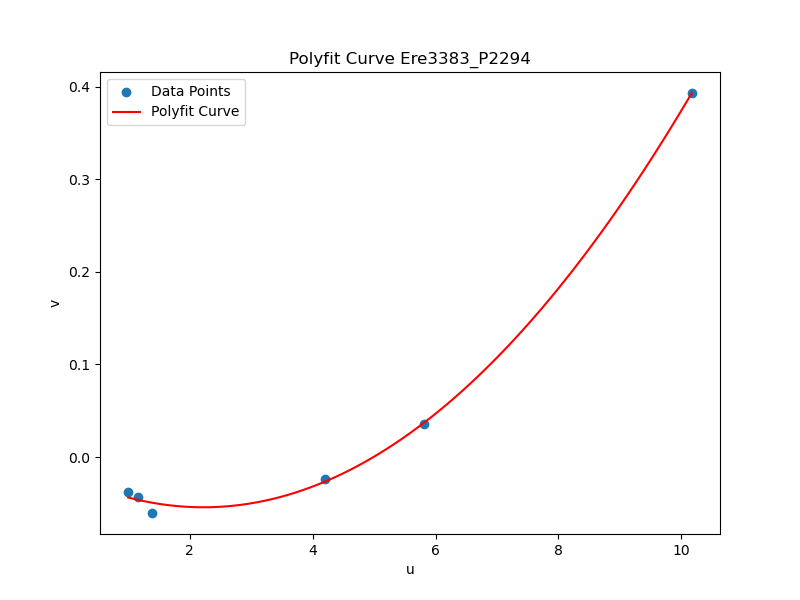 Polyfit Curve Ere3383_P2294
Data Points
Polyfit Curve
0.4
0.3
0.2
0.1
0.0
v
2 4 6 8 10
u